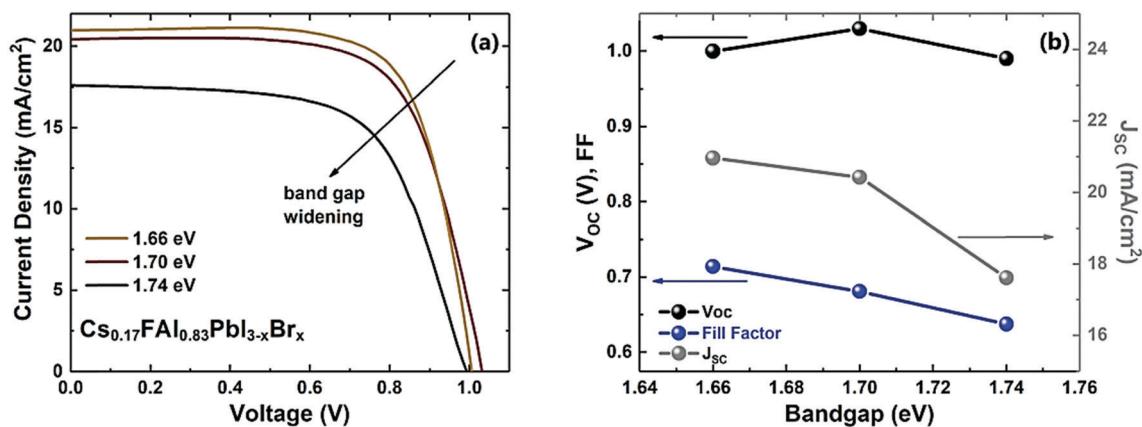 (a)
Current Density (mA/cm²)
20
15
10
5
0
0.0 0.2 0.4 0.6 0.8 1.0
Voltage (V)
band gap
widening
1.66 eV
1.70 eV
1.74 eV
Cs0.17FAI0.83PbI3-xBrx
(b)
VOC (V), FF
1.0
0.9
0.8
0.7
0.6
1.64 1.66 1.68 1.70 1.72 1.74 1.76
Bandgap (eV)
Voc
Fill Factor
JSC
24
22
20
18
16
JSC (mA/cm²)